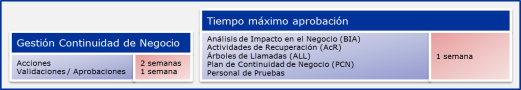 Gestión Continuidad de Negocio
Acciones 2 semanas
Validaciones / Aprobaciones 1 semana
Tiempo máximo aprobación
Análisis de Impacto en el Negocio (BIA)
Actividades de Recuperación (AcR)
Árboles de Llamadas (ALL)
Plan de Continuidad de Negocio (PCN)
Personal de Pruebas
1 semana